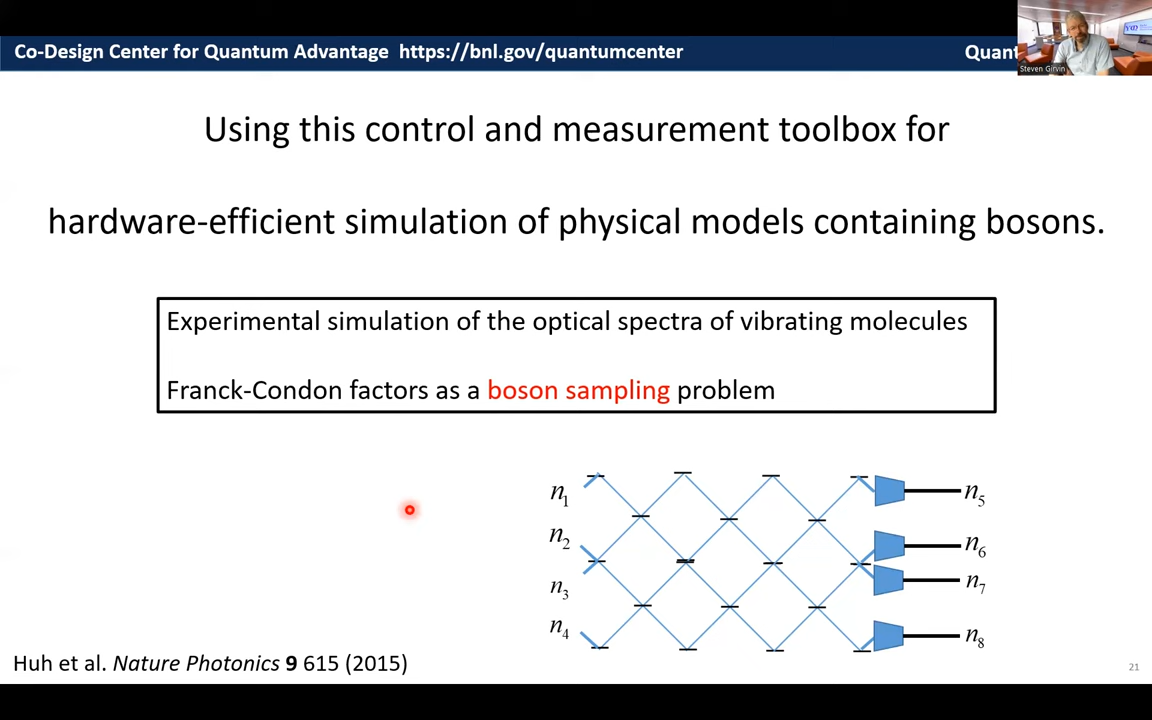 Co-Design Center for Quantum Advantage https://bnl.gov/quantumcenter
Steven Girvin
Using this control and measurement toolbox for
hardware-efficient simulation of physical models containing bosons.
Experimental simulation of the optical spectra of vibrating molecules
Franck-Condon factors as a boson sampling problem
n1
n2
n3
n4
n5
n6
n7
n8
Huh et al. Nature Photonics 9 615 (2015)
21